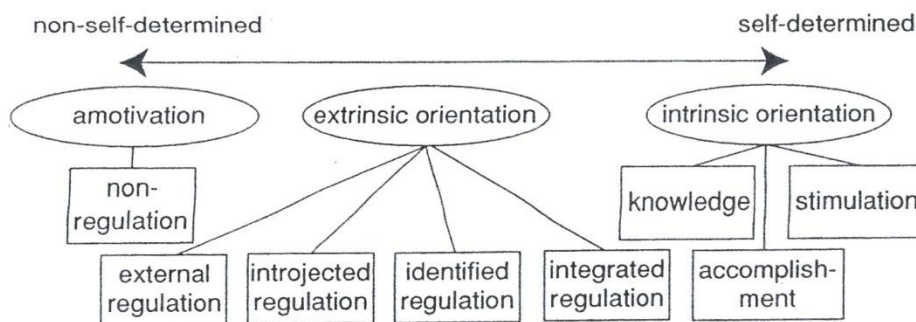 non-self-determined
self-determined
amotivation
extrinsic orientation
intrinsic orientation
non-
regulation
knowledge
stimulation
external
regulation
introjected
regulation
identified
regulation
integrated
regulation
accomplish-
ment